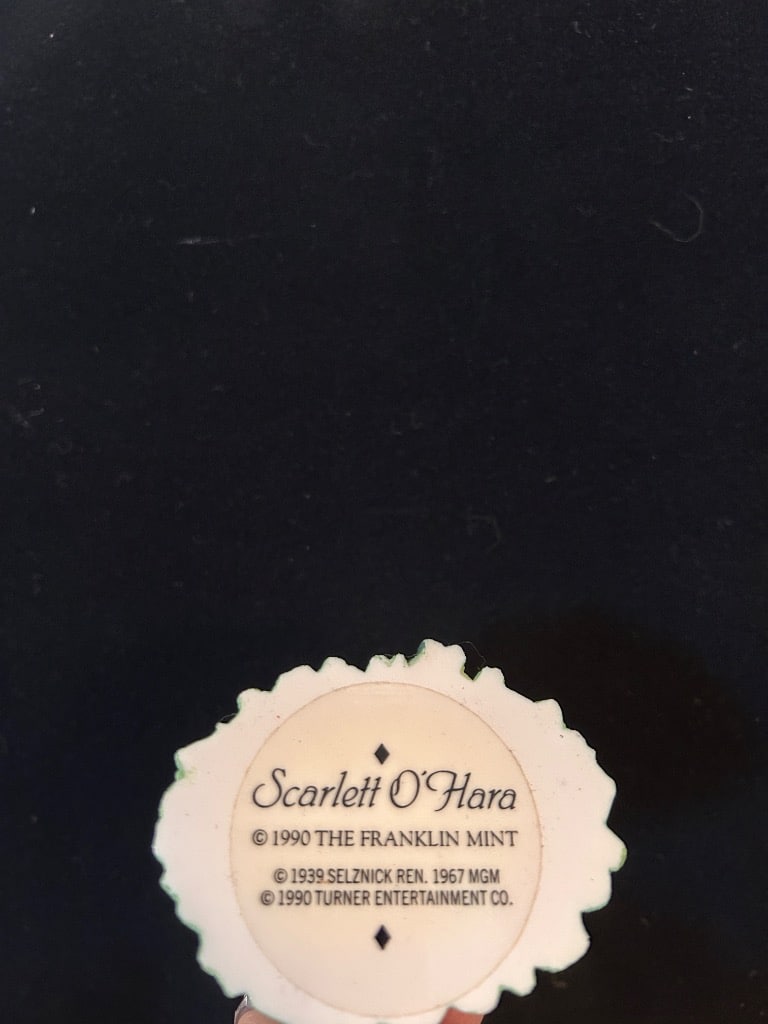 Scarlett O'Hara
© 1990 THE FRANKLIN MINT
© 1939 SELZNICK REN. 1967 MGM
© 1990 TURNER ENTERTAINMENT CO.